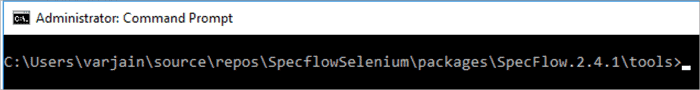 Administrator: Command Prompt
C:\Users\varjain\source\repos\SpecflowSelenium\packages\SpecFlow.2.4.1\tools>